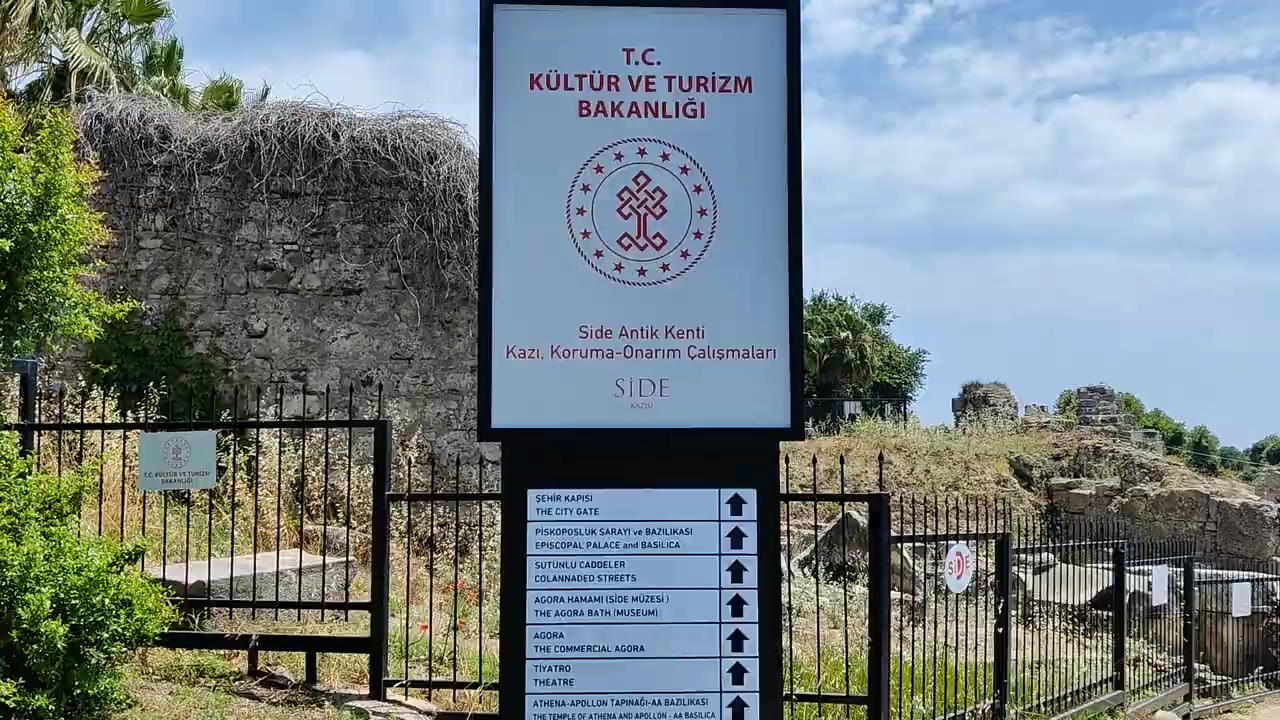 T.C.
KÜLTÜR VE TURİZM
BAKANLIĞI
Side Antik Kenti
Kazı, Koruma-Onarım Çalışmaları
SİDE
KAZISI
T.C. KÜLTÜR VE TURİZM
BAKANLIĞI
ŞEHİR KAPISI
THE CITY GATE
PİSKOPOSLUK SARAYI ve BAZILIKASI
EPISCOPAL PALACE and BASILICA
SUTUNLU CADDELER
COLANNADED STREETS
AGORA HAMAMI (SİDE MÜZESİ )
THE AGORA BATH (MUSEUM)
AGORA
THE COMMERCIAL AGORA
TİYATRO
THEATRE
ATHENA-APOLLON TAPINAĞI-AA BAZILIKASI
THE TEMPLE OF ATHENA AND APOLLON - AA BASILICA
SİDE